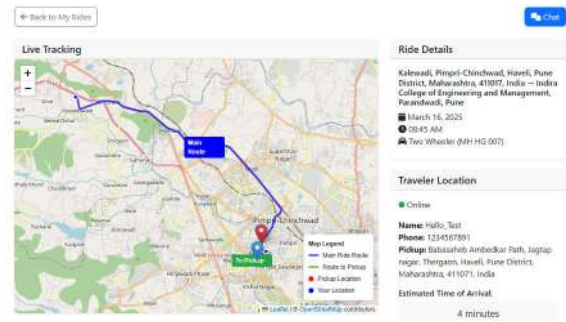 Back to My Rides
Chat
Live Tracking
+
−
Main
Route
Pimpri-Chinchwad
To Pickup
Map Legend
Main Ride Route
Route to Pickup
Pickup Location
Your Location
Leaflet | © OpenStreetMap contributors
Ride Details
Kalewadi, Pimpri-Chinchwad, Haveli, Pune
District, Maharashtra, 411017, India — Indira
College of Engineering and Management,
Parandwadi, Pune
March 16, 2025
08:45 AM
Two Wheeler (MH HG 007)
Traveler Location
Online
Name: Hello_Test
Phone: 1234567891
Pickup: Babasaheb Ambedkar Path, Jagtap
nagar, Thergaon, Haveli, Pune District,
Maharashtra, 411071, India
Estimated Time of Arrival:
4 minutes